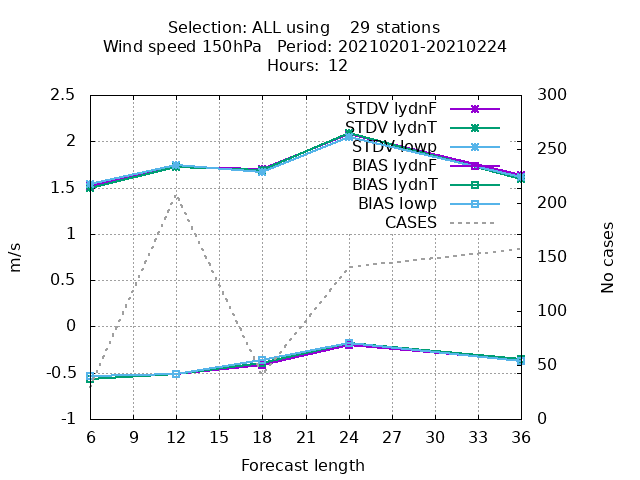 Selection: ALL using    29 stations
Wind speed 150hPa   Period: 20210201-20210224
Hours:  12
2.5
2
1.5
1
0.5
0
-0.5
-1
m/s
STDV lydnF
STDV lydnT
STDV lowp
BIAS lydnF
BIAS lydnT
BIAS lowp
CASES
300
250
200
150
100
50
0
No cases
6 9 12 15 18 21 24 27 30 33 36
Forecast length